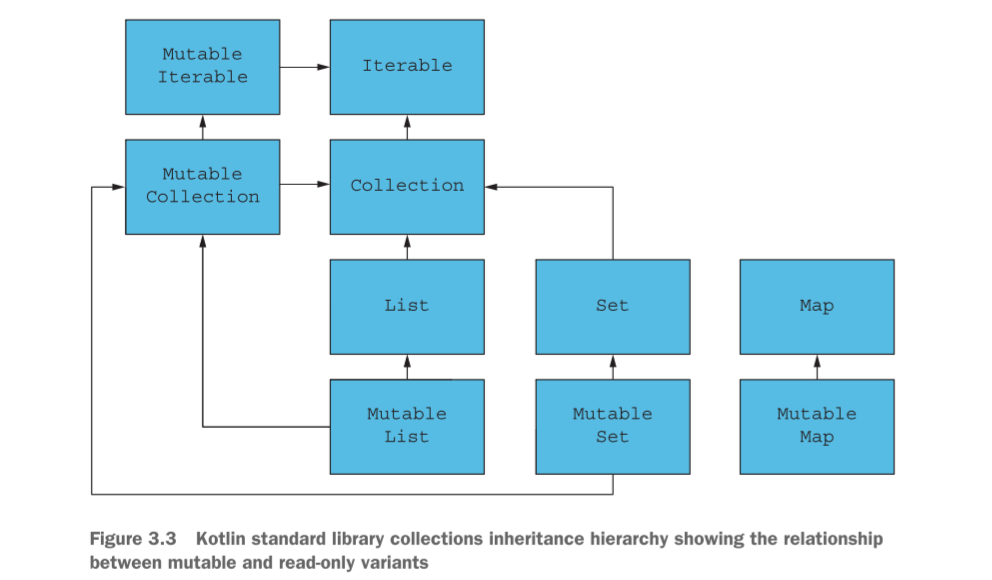 Mutable
Iterable
Iterable
Mutable
Collection
Collection
List
Set
Map
Mutable
List
Mutable
Set
Mutable
Map
Figure 3.3 Kotlin standard library collections inheritance hierarchy showing the relationship
between mutable and read-only variants